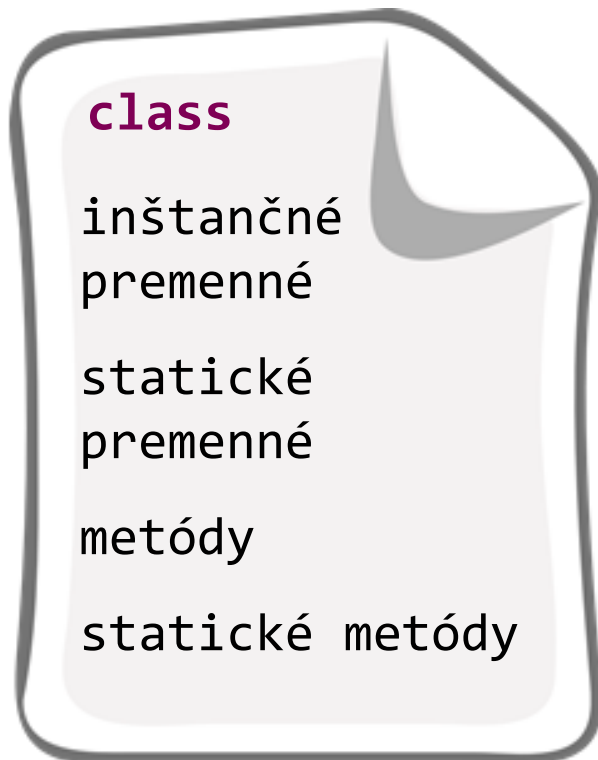 class
inštančné
premenné
statické
premenné
metódy
statické metódy